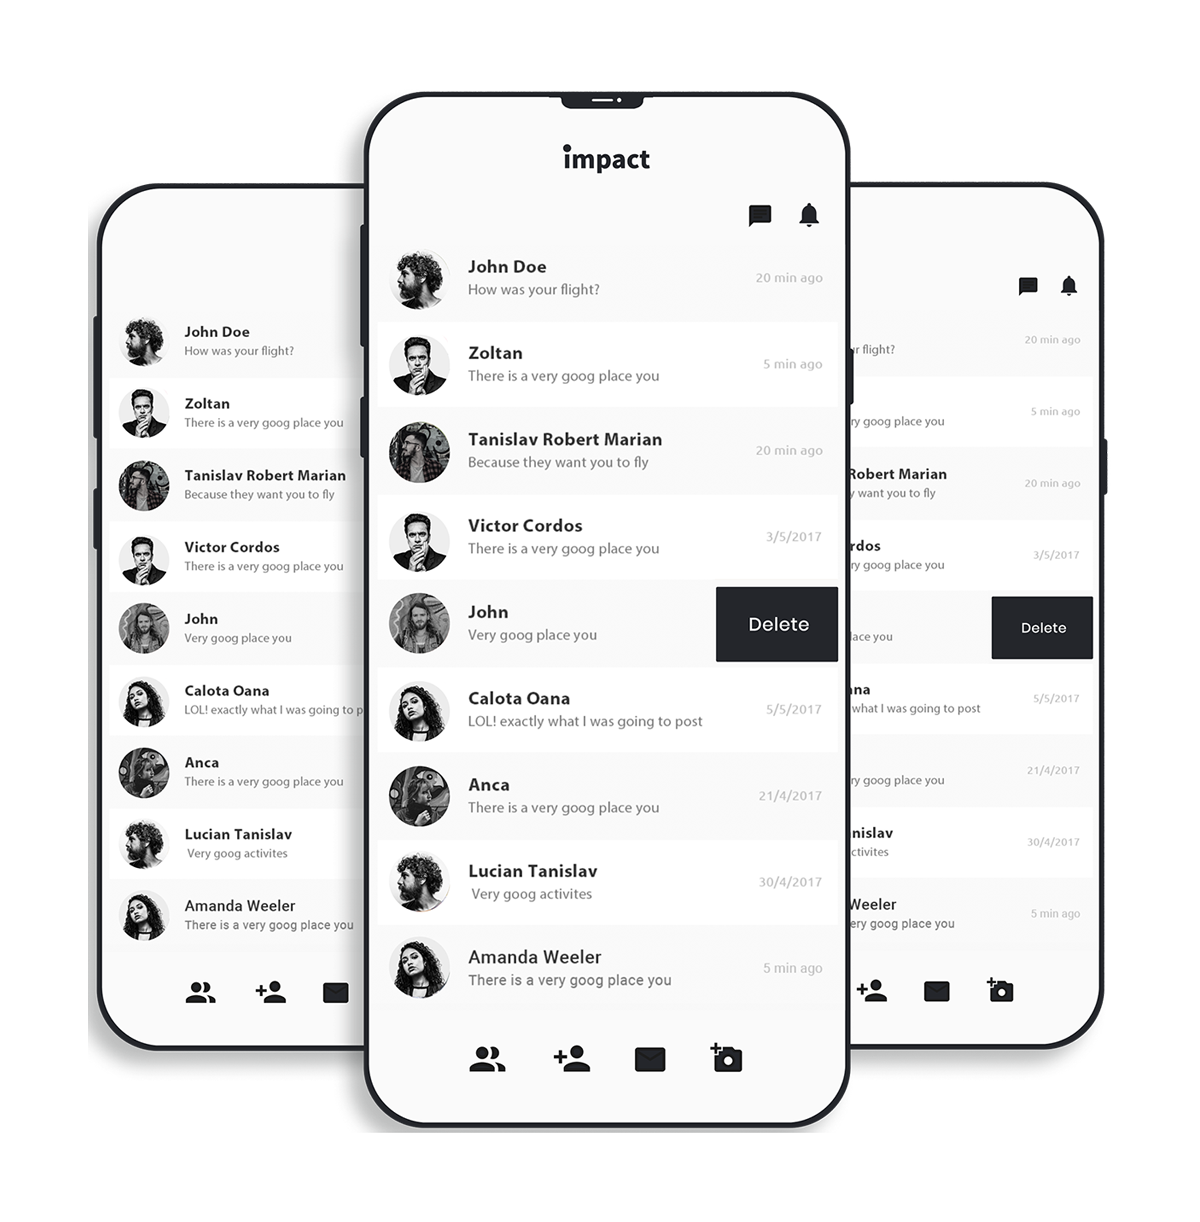 impact
John Doe
How was your flight?
20 min ago
Zoltan
There is a very goog place you
5 min ago
Tanislav Robert Marian
Because they want you to fly
20 min ago
Victor Cordos
There is a very goog place you
3/5/2017
John
Very goog place you
Delete
Calota Oana
LOL! exactly what I was going to post
5/5/2017
Anca
There is a very goog place you
21/4/2017
Lucian Tanislav
Very goog activites
30/4/2017
Amanda Weeler
There is a very goog place you
5 min ago
John Doe
How was your flight?
Zoltan
There is a very goog place you
Tanislav Robert Marian
Because they want you to fly
Victor Cordos
There is a very goog place you
John
Very goog place you
Calota Oana
LOL! exactly what I was going to p
Anca
There is a very goog place you
Lucian Tanislav
Very goog activites
Amanda Weeler
There is a very goog place you
ur flight?
20 min ago
ry goog place you
5 min ago
Robert Marian
y want you to fly
20 min ago
rdos
ry goog place you
3/5/2017
lace you
Delete
na
what I was going to post
5/5/2017
ry goog place you
21/4/2017
nislav
ctivites
30/4/2017
Weeler
ery goog place you
5 min ago